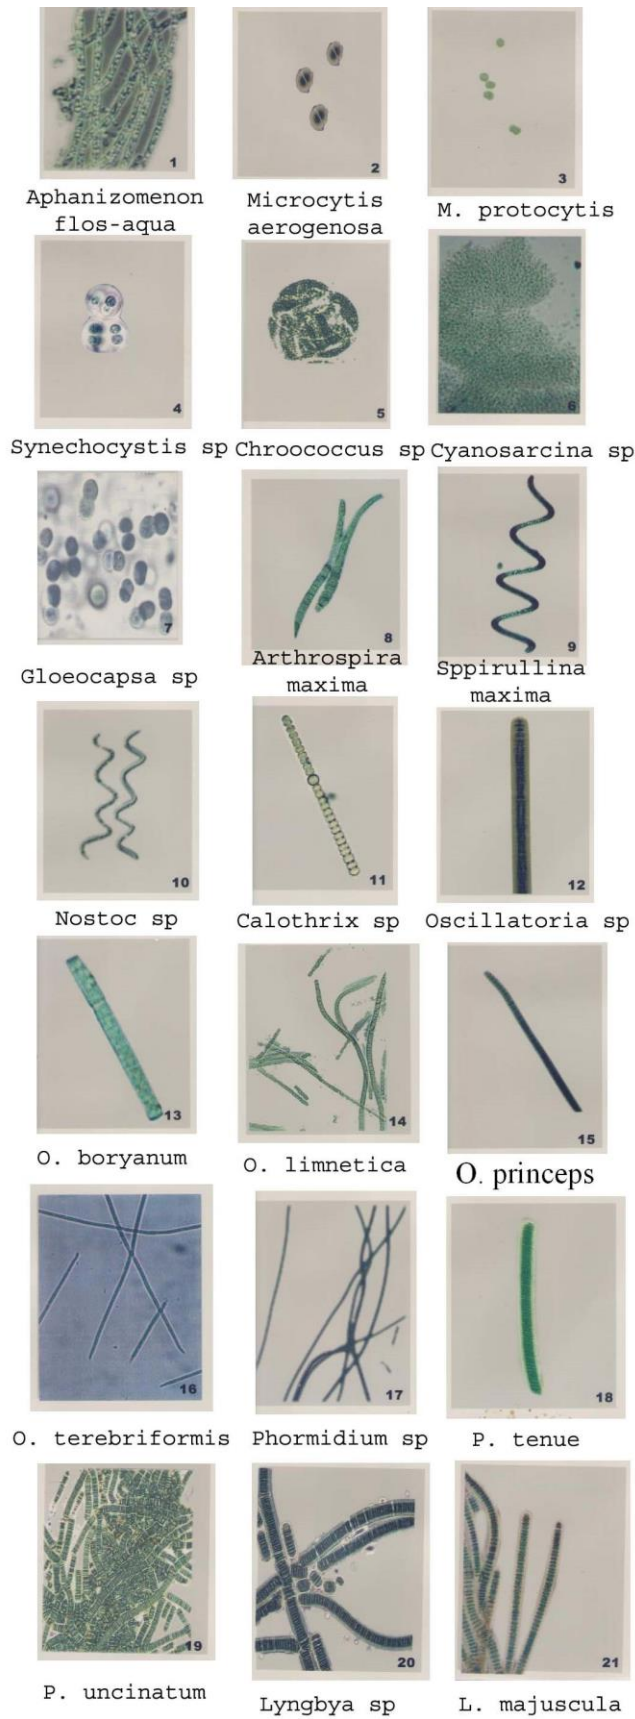 1
2
3
Aphanizomenon
flos-aqua
Microcytis
aerogenosa
M. protocytis
4
5
6
Synechocystis sp
Chroococcus sp
Cyanosarcina sp
7
8
9
Gloeocapsa sp
Arthrospira
maxima
Sppirullina
maxima
10
11
12
Nostoc sp
Calothrix sp
Oscillatoria sp
13
14
15
O. boryanum
O. limnetica
O. princeps
16
17
18
O. terebriformis
Phormidium sp
P. tenue
19
20
21
P. uncinatum
Lyngbya sp
L. majuscula